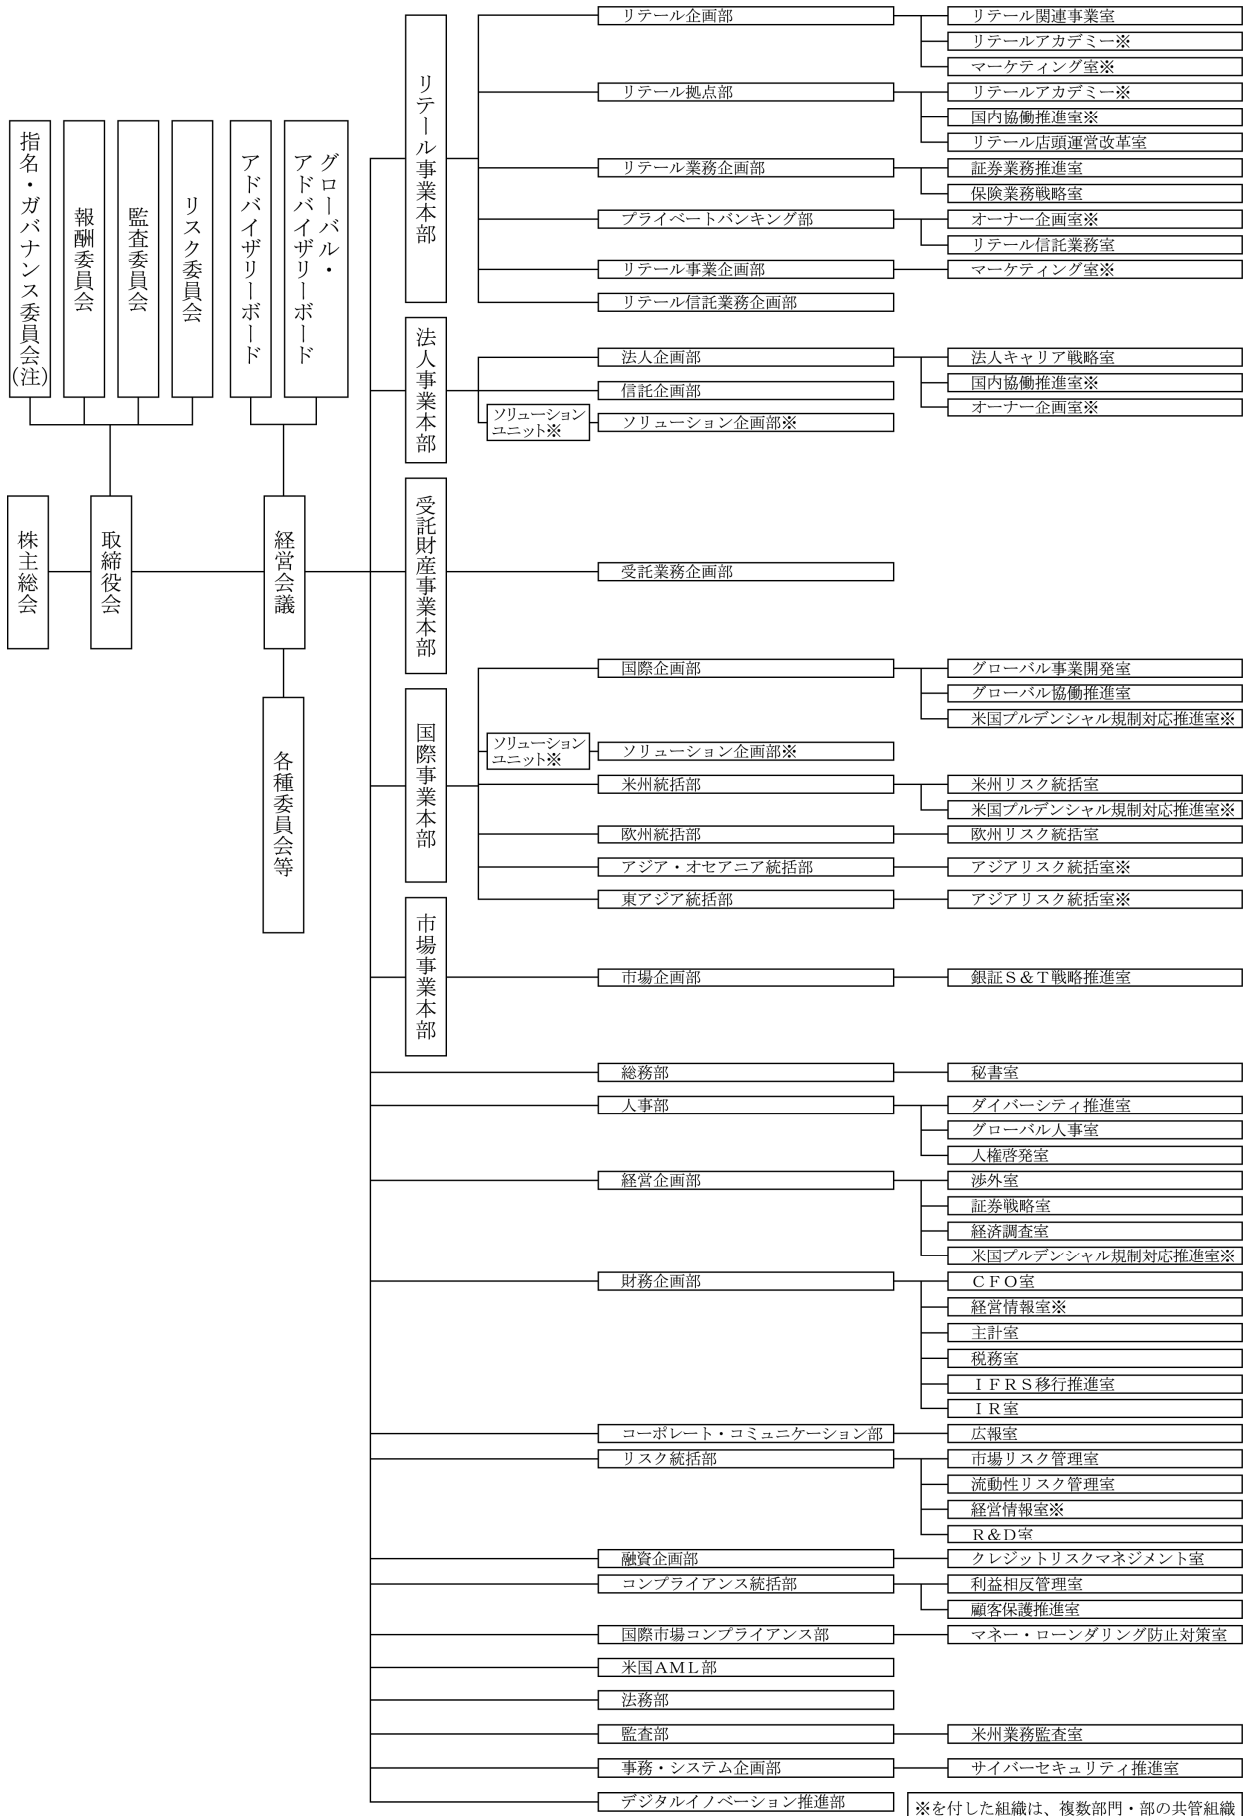 指名・ガバナンス委員会(注)
報酬委員会
監査委員会
リスク委員会
アドバイザリーボード
グローバル・
アドバイザリーボード
株主総会
取締役会
経営会議
各種委員会等
リテール事業本部
リテール企画部
リテール関連事業室
リテールアカデミー※
マーケティング室※
リテール拠点部
リテールアカデミー※
国内協働推進室※
リテール店頭運営改革室
リテール業務企画部
証券業務推進室
保険業務戦略室
プライベートバンキング部
オーナー企画室※
リテール信託業務室
リテール事業企画部
マーケティング室※
リテール信託業務企画部
法人事業本部
法人企画部
法人キャリア戦略室
国内協働推進室※
オーナー企画室※
信託企画部
ソリューション
ユニット※
ソリューション企画部※
受託財産事業本部
受託業務企画部
国際事業本部
国際企画部
グローバル事業開発室
グローバル協働推進室
米国プルデンシャル規制対応推進室※
ソリューション
ユニット※
ソリューション企画部※
米州統括部
米州リスク統括室
米国プルデンシャル規制対応推進室※
欧州統括部
欧州リスク統括室
アジア・オセアニア統括部
アジアリスク統括室※
東アジア統括部
アジアリスク統括室※
市場事業本部
市場企画部
銀証S&T戦略推進室
総務部
秘書室
人事部
ダイバーシティ推進室
グローバル人事室
人権啓発室
経営企画部
渉外室
証券戦略室
経済調査室
米国プルデンシャル規制対応推進室※
財務企画部
CFO室
経営情報室※
主計室
税務室
IFRS移行推進室
IR室
コーポレート・コミュニケーション部
広報室
リスク統括部
市場リスク管理室
流動性リスク管理室
経営情報室※
R&D室
融資企画部
クレジットリスクマネジメント室
コンプライアンス統括部
利益相反管理室
顧客保護推進室
国際市場コンプライアンス部
マネー・ローンダリング防止対策室
米国AML部
法務部
監査部
米州業務監査室
事務・システム企画部
サイバーセキュリティ推進室
デジタルイノベーション推進部
※を付した組織は、複数部門・部の共管組織